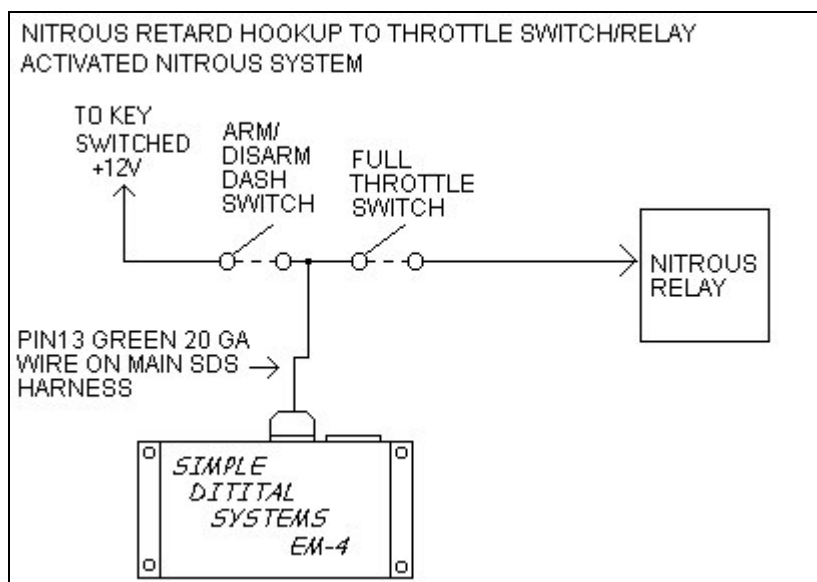 NITROUS RETARD HOOKUP TO THROTTLE SWITCH/RELAY
ACTIVATED NITROUS SYSTEM
TO KEY
SWITCHED
+12V
ARM/
DISARM
DASH
SWITCH
FULL
THROTTLE
SWITCH
NITROUS
RELAY
PIN13 GREEN 20 GA
WIRE ON MAIN SDS
HARNESS
SIMPLE
DITITAL
SYSTEMS
EM-4